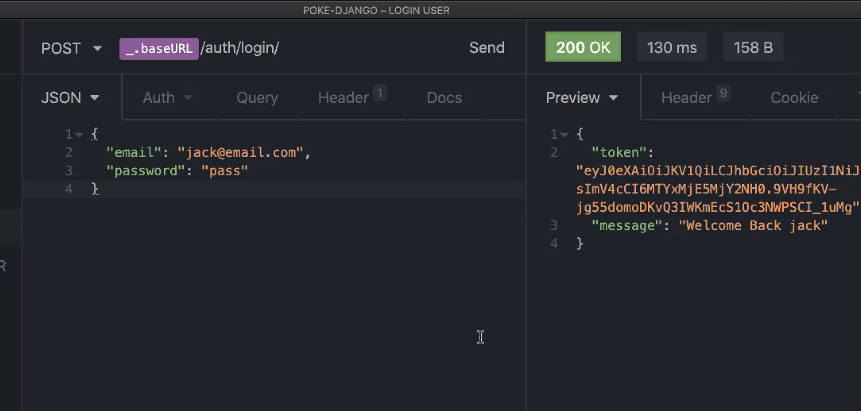 POKE-DJANGO – LOGIN USER
POST _.baseURL /auth/login/ Send
200 OK 130 ms 158 B
JSON Auth Query Header 1 Docs
Preview Header 9 Cookie
1 {
2 "email": "jack@email.com",
3 "password": "pass"
4 }
1 {
2 "token":
"eyJ0eXAiOiJKV1QiLCJhbGciOiJIUzI1NiJ
sImV4cCI6MTYxMjE5MjY2NH0.9VH9fKV-
jg55domoDKvQ3IWKmEcS1Oc3NWPSCI_1uMg"
3 "message": "Welcome Back jack"
4 }
R